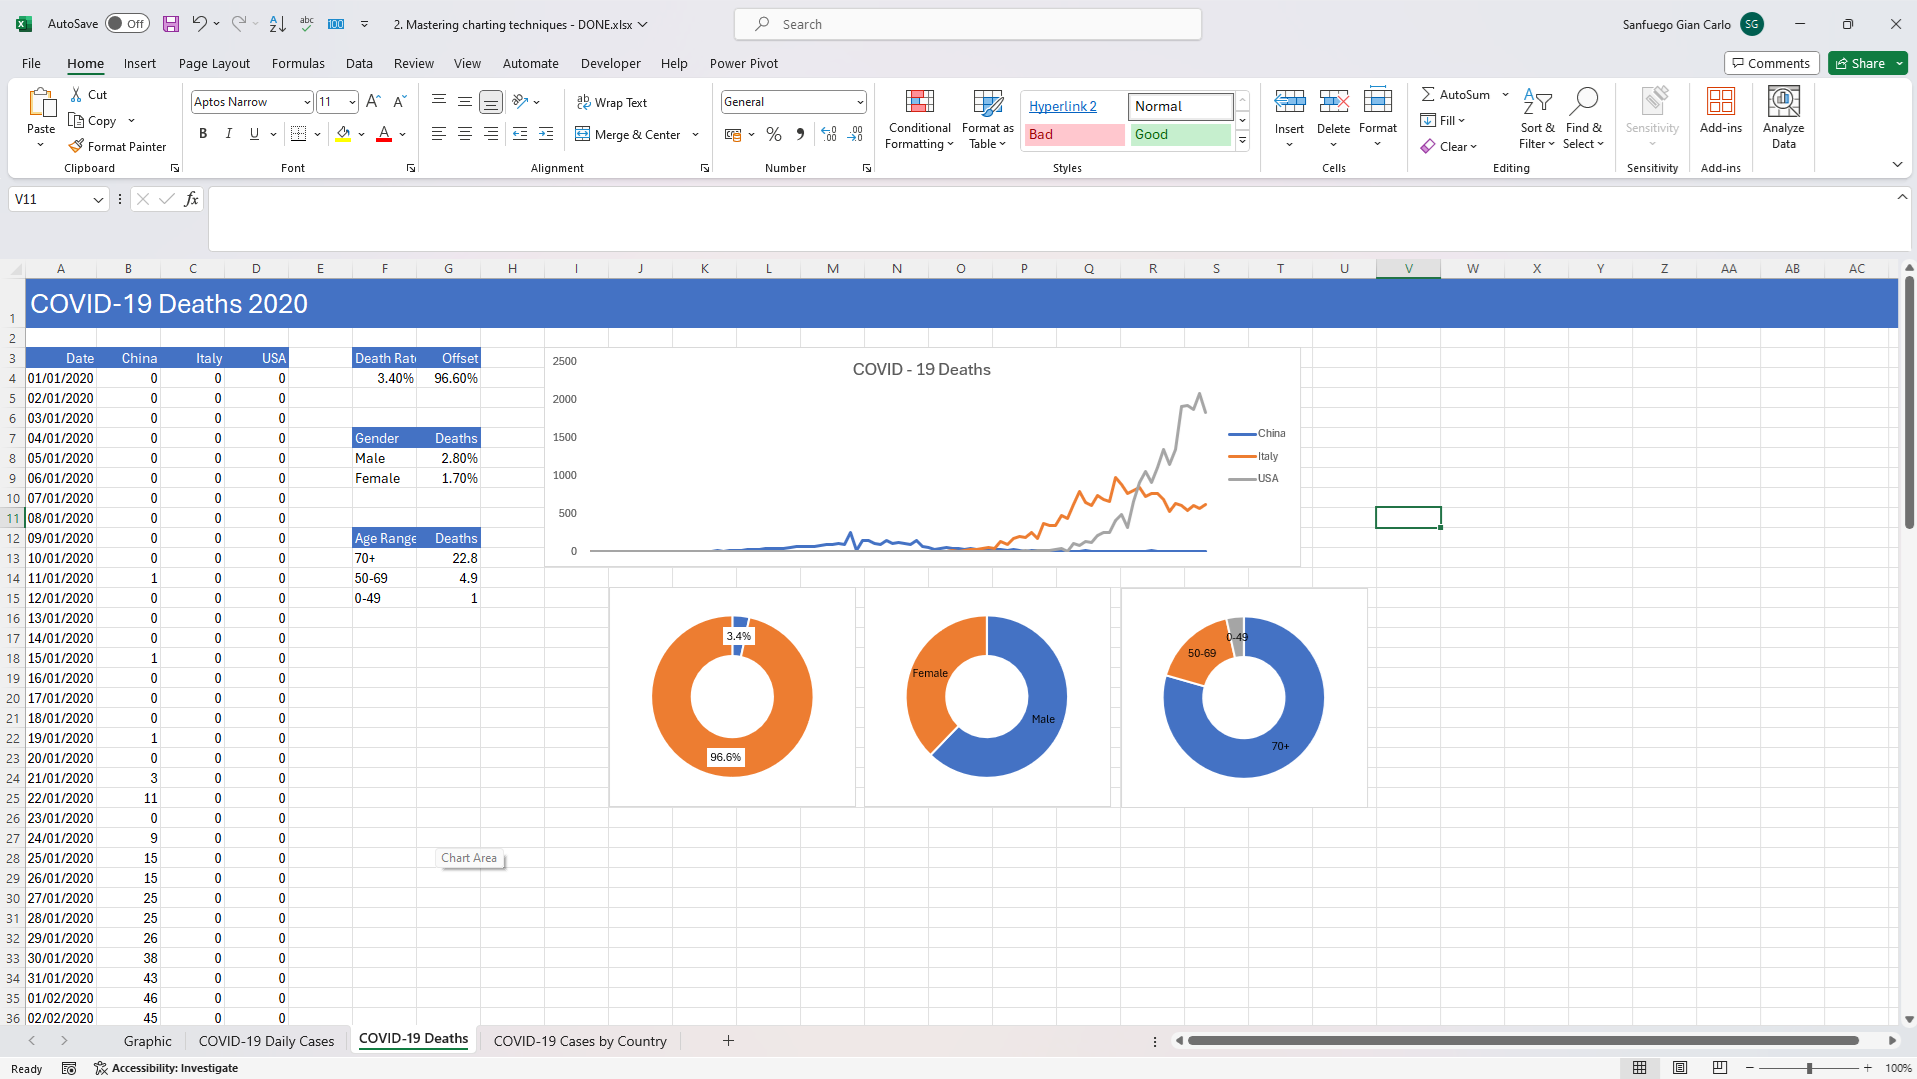 AutoSave Off 2. Mastering charting techniques - DONE.xlsx Search Sanfuego Gian Carlo SG
File Home Insert Page Layout Formulas Data Review View Automate Developer Help Power Pivot Comments Share
Paste Cut Copy Format Painter Clipboard
Aptos Narrow 11 B I U Font
Wrap Text Merge & Center Alignment
General Number
Conditional Formatting Format as Table
Hyperlink 2 Normal
Bad Good
Styles
Insert Delete Format Cells
AutoSum Fill Clear Sort & Filter Find & Select Editing
Sensitivity Sensitivity
Add-ins Add-ins
Analyze Data
V11 fx
A B C D E F G H I J K L M N O P Q R S T U V W X Y Z AA AB AC
1 COVID-19 Deaths 2020
2
3 Date China Italy USA Death Rat Offset
4 01/01/2020 0 0 0 3.40% 96.60%
5 02/01/2020 0 0 0
6 03/01/2020 0 0 0
7 04/01/2020 0 0 0 Gender Deaths
8 05/01/2020 0 0 0 Male 2.80%
9 06/01/2020 0 0 0 Female 1.70%
10 07/01/2020 0 0 0
11 08/01/2020 0 0 0
12 09/01/2020 0 0 0 Age Range Deaths
13 10/01/2020 0 0 0 70+ 22.8
14 11/01/2020 1 0 0 50-69 4.9
15 12/01/2020 0 0 0 0-49 1
16 13/01/2020 0 0 0
17 14/01/2020 0 0 0
18 15/01/2020 1 0 0
19 16/01/2020 0 0 0
20 17/01/2020 0 0 0
21 18/01/2020 0 0 0
22 19/01/2020 1 0 0
23 20/01/2020 0 0 0
24 21/01/2020 3 0 0
25 22/01/2020 11 0 0
26 23/01/2020 0 0 0
27 24/01/2020 9 0 0
28 25/01/2020 15 0 0
29 26/01/2020 15 0 0
30 27/01/2020 25 0 0
31 28/01/2020 25 0 0
32 29/01/2020 26 0 0
33 30/01/2020 38 0 0
34 31/01/2020 43 0 0
35 01/02/2020 46 0 0
36 02/02/2020 45 0 0
COVID - 19 Deaths
2500
2000
1500
1000
500
0
China
Italy
USA
3.4%
96.6%
Female
Male
0-49
50-69
70+
Chart Area
Graphic COVID-19 Daily Cases COVID-19 Deaths COVID-19 Cases by Country
Ready Accessibility: Investigate 100%